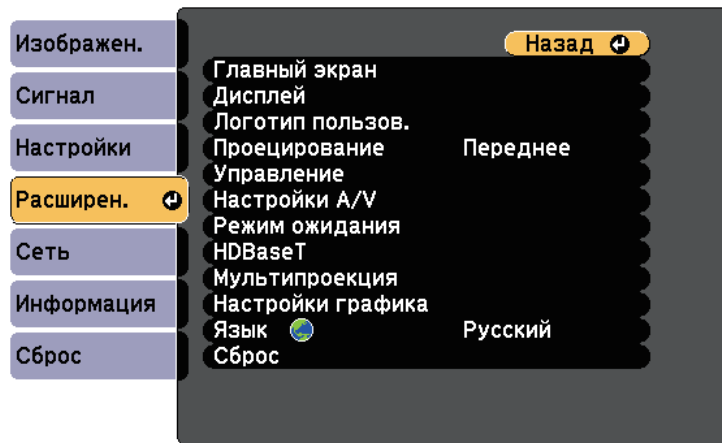 Изображен.
Сигнал
Настройки
Расширен.
Сеть
Информация
Сброс
Назад
Главный экран
Дисплей
Логотип пользов.
Проецирование Переднее
Управление
Настройки A/V
Режим ожидания
HDBaseT
Мультипроекция
Настройки графика
Язык Русский
Сброс